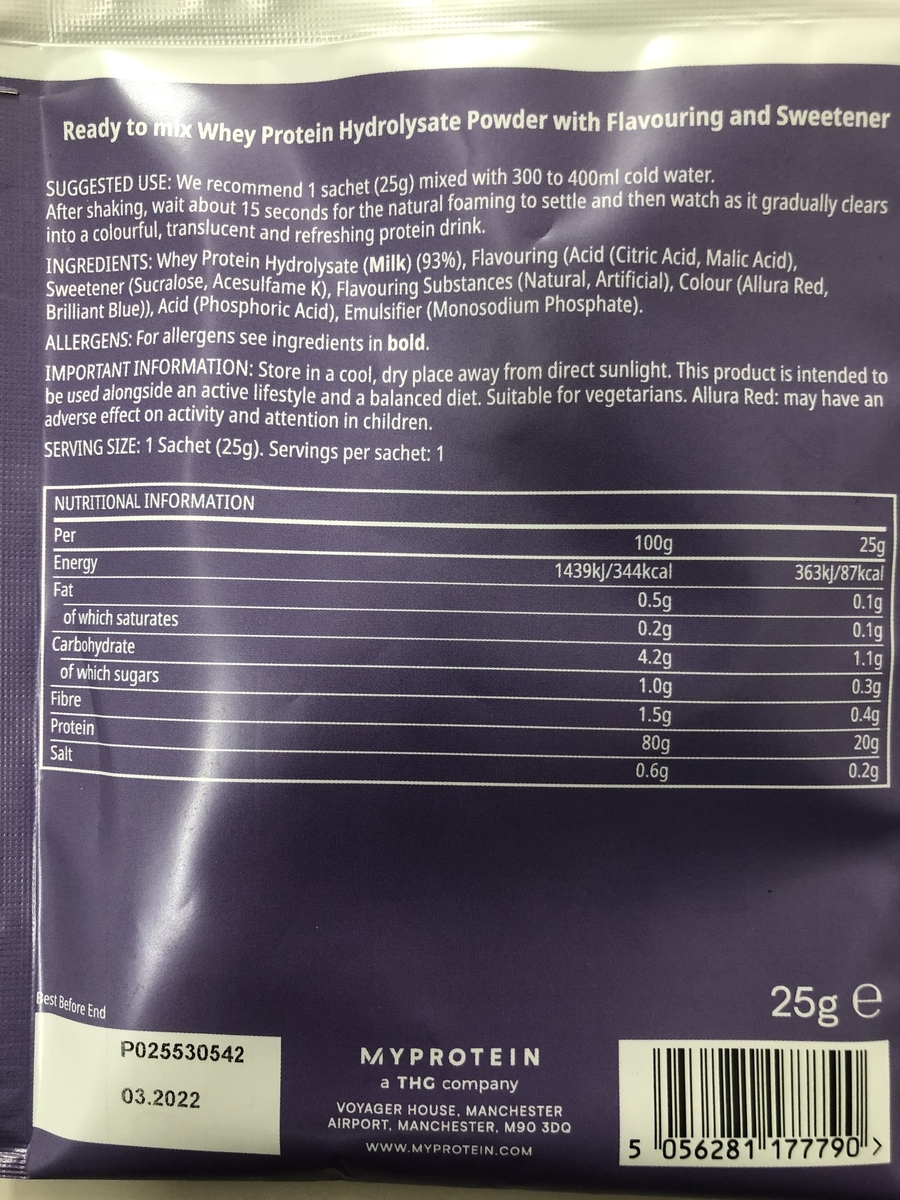 Ready to mix Whey Protein Hydrolysate Powder with Flavouring and Sweetener
SUGGESTED USE: We recommend 1 sachet (25g) mixed with 300 to 400ml cold water.
After shaking, wait about 15 seconds for the natural foaming to settle and then watch as it gradually clears
into a colourful, translucent and refreshing protein drink.
INGREDIENTS: Whey Protein Hydrolysate (Milk) (93%), Flavouring (Acid (Citric Acid, Malic Acid),
Sweetener (Sucralose, Acesulfame K), Flavouring Substances (Natural, Artificial), Colour (Allura Red,
Brilliant Blue)), Acid (Phosphoric Acid), Emulsifier (Monosodium Phosphate).
ALLERGENS: For allergens see ingredients in bold.
IMPORTANT INFORMATION: Store in a cool, dry place away from direct sunlight. This product is intended to
be used alongside an active lifestyle and a balanced diet. Suitable for vegetarians. Allura Red: may have an
adverse effect on activity and attention in children.
SERVING SIZE: 1 Sachet (25g). Servings per sachet: 1
NUTRITIONAL INFORMATION
Per 100g 25g
Energy 1439kj/344kcal 363kj/87kcal
Fat 0.5g 0.1g
of which saturates 0.2g 0.1g
Carbohydrate 4.2g 1.1g
of which sugars 1.0g 0.3g
Fibre 1.5g 0.4g
Protein 80g 20g
Salt 0.6g 0.2g
25g e
Best Before End
P025530542
03.2022
MYPROTEIN
a THG company
VOYAGER HOUSE, MANCHESTER
AIRPORT, MANCHESTER, M90 3DQ
WWW.MYPROTEIN.COM
5 056281 177790 >